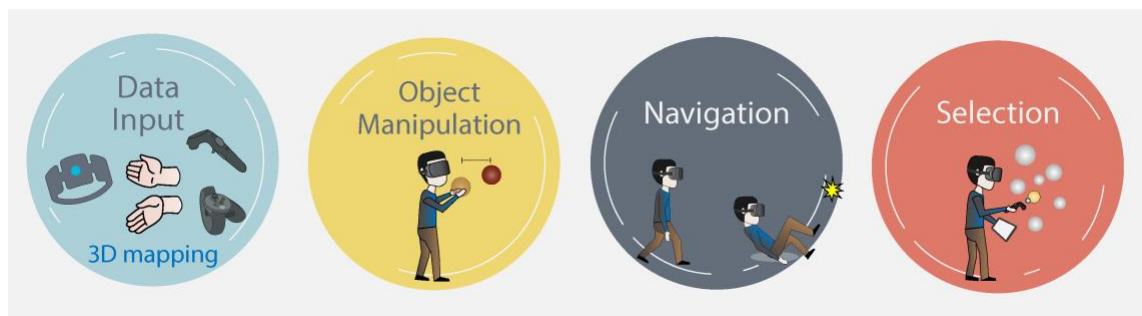 Data
Input
3D mapping
Object
Manipulation
Navigation
Selection